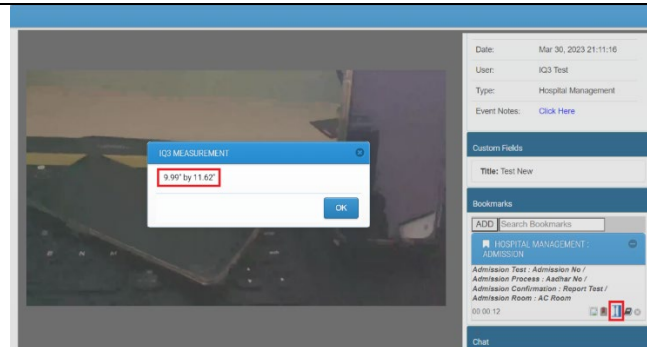 Date: Mar 30, 2023 21:11:16
User: IQ3 Test
Type: Hospital Management
Event Notes: Click Here
Custom Fields
Title: Test New
Bookmarks
ADD Search Bookmarks
HOSPITAL MANAGEMENT :
ADMISSION
Admission Test : Admission No /
Admission Process : Aadhar No /
Admission Confirmation : Report Test /
Admission Room : AC Room
00:00:12
Chat
IQ3 MEASUREMENT
9.99" by 11.62"
OK